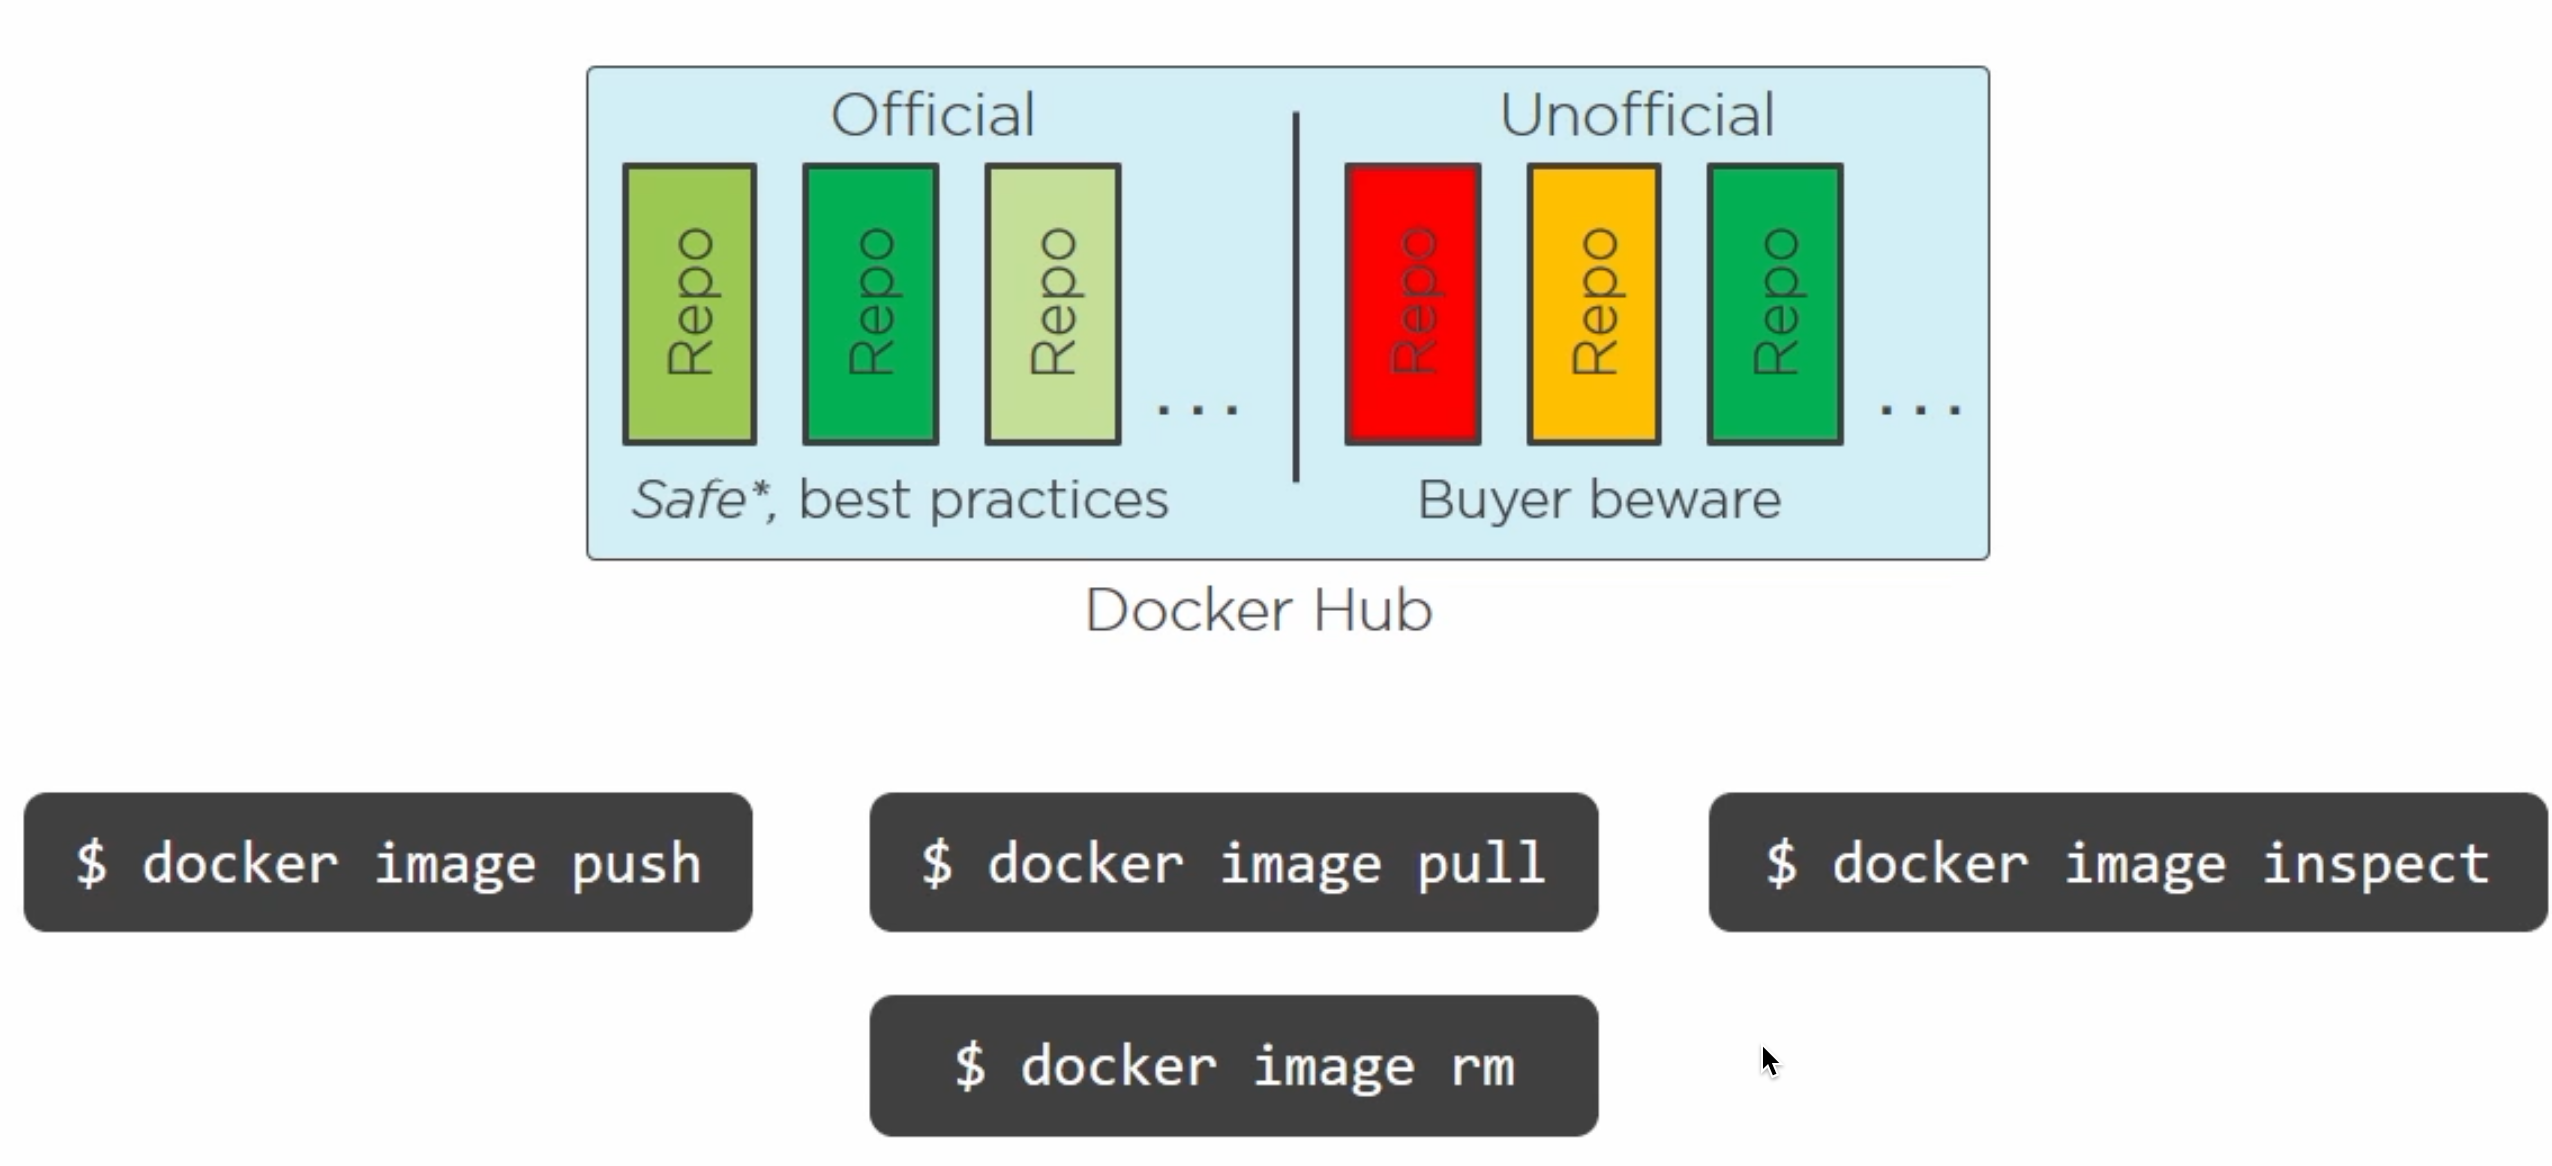 Official
Unofficial
Repo
Repo
Repo
. . .
Repo
Repo
Repo
. . .
Safe*, best practices
Buyer beware
Docker Hub
$ docker image push
$ docker image pull
$ docker image inspect
$ docker image rm